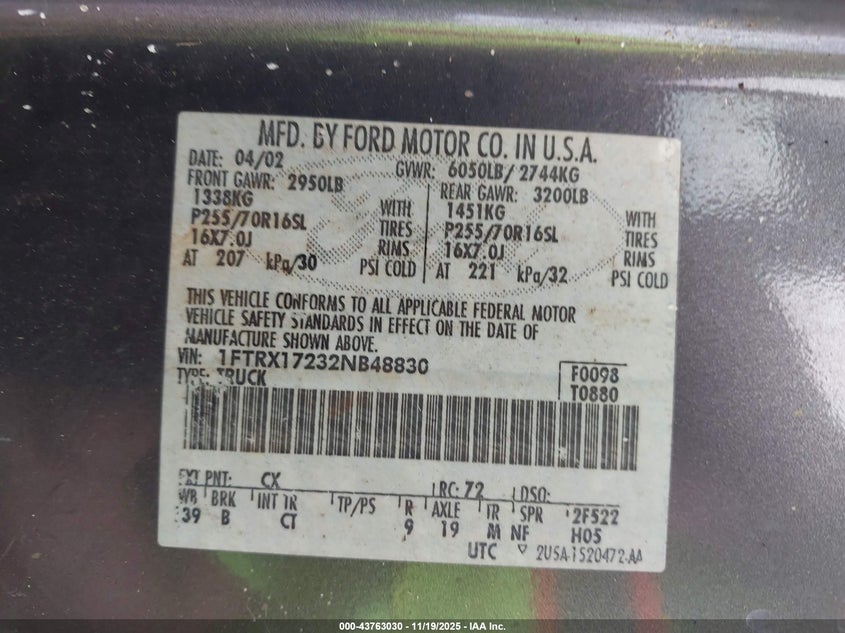 MFD. BY FORD MOTOR CO. IN U.S.A.
DATE: 04/02 GVWR: 6050LB/ 2744KG
FRONT GAWR: 2950LB REAR GAWR: 3200LB
1338KG WITH 1451KG WITH
P255/70R16SL TIRES P255/70R16SL TIRES
16X7.0J RIMS 16X7.0J RIMS
AT 207 kPa/30 PSI COLD AT 221 kPa/32 PSI COLD
THIS VEHICLE CONFORMS TO ALL APPLICABLE FEDERAL MOTOR
VEHICLE SAFETY STANDARDS IN EFFECT ON THE DATE OF
MANUFACTURE SHOWN ABOVE.
VIN: 1FTRX17232NB48830 F0098
TYPE: TRUCK T0880
EXT PNT: CX RC: 72 DSO:
WB BRK INT TR TP/PS R AXLE TR SPR 2F522
39 B CT 9 19 M NF H05
UTC ▽ 2U5A-1520472-AA
000-43763030 - 11/19/2025 - IAA Inc.